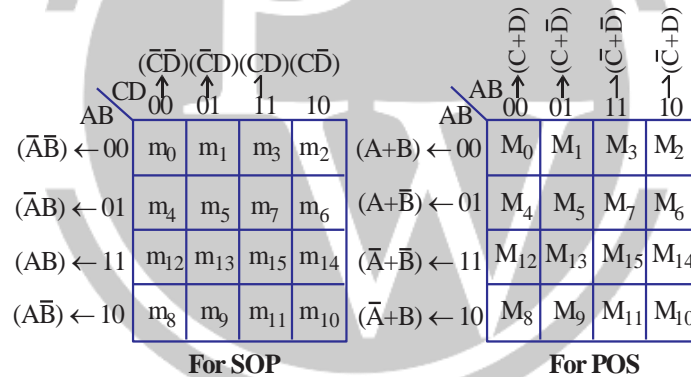 (C̅D̅)(C̅D)(CD)(CD̅)
CD 00 01 11 10
AB
(A̅B̅) ← 00 m₀ m₁ m₃ m₂
(A̅B) ← 01 m₄ m₅ m₇ m₆
(AB) ← 11 m₁₂ m₁₃ m₁₅ m₁₄
(AB̅) ← 10 m₈ m₉ m₁₁ m₁₀
For SOP
(C+D) (C+D̅) (C̅+D̅) (C̅+D)
CD 00 01 11 10
AB
(A+B) ← 00 M₀ M₁ M₃ M₂
(A+B̅) ← 01 M₄ M₅ M₇ M₆
(A̅+B̅) ← 11 M₁₂ M₁₃ M₁₅ M₁₄
(A̅+B) ← 10 M₈ M₉ M₁₁ M₁₀
For POS